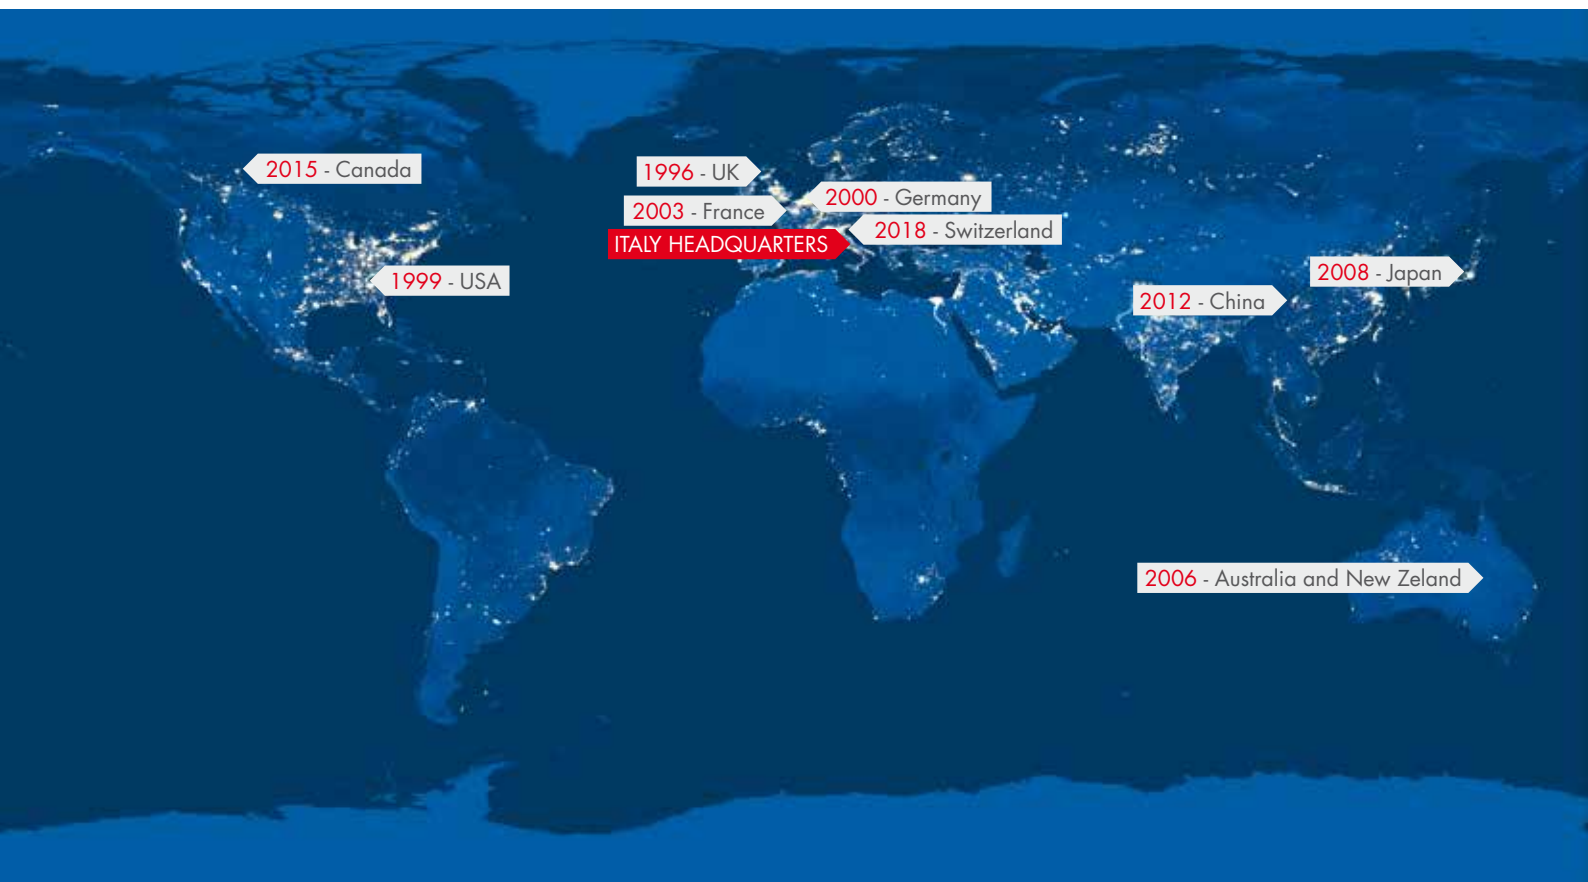 2015 - Canada
1996 - UK
2000 - Germany
2003 - France
2018 - Switzerland
ITALY HEADQUARTERS
1999 - USA
2008 - Japan
2012 - China
2006 - Australia and New Zeland